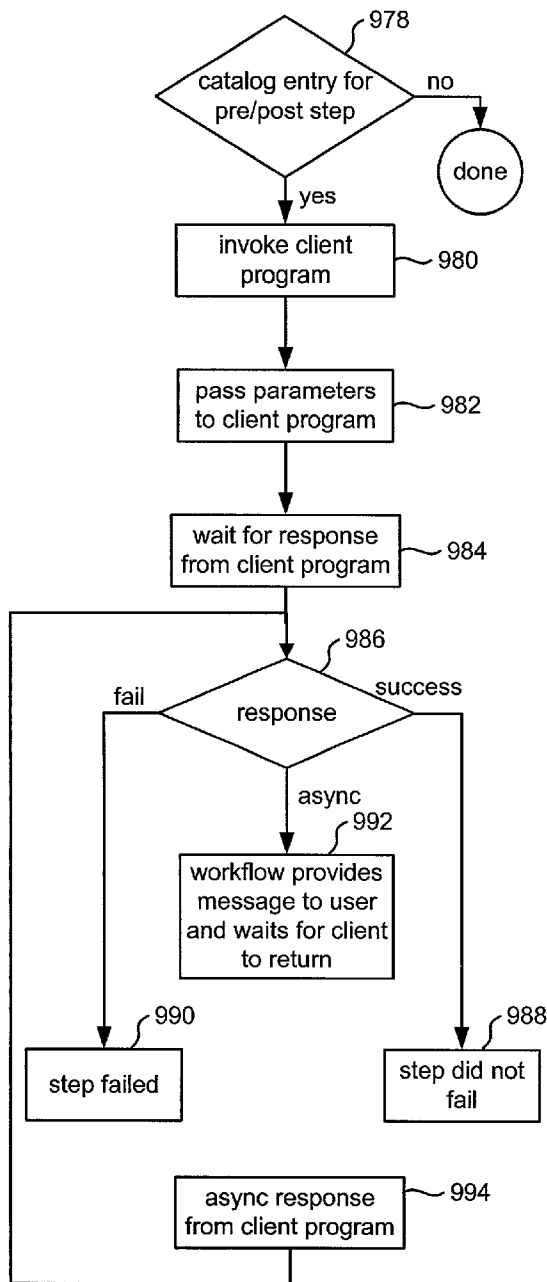 978
catalog entry for
pre/post step
no
done
yes
invoke client
program
980
pass parameters
to client program
982
wait for response
from client program
984
986
fail
success
response
async
992
workflow provides
message to user
and waits for client
to return
990
step failed
988
step did not
fail
async response
from client program
994